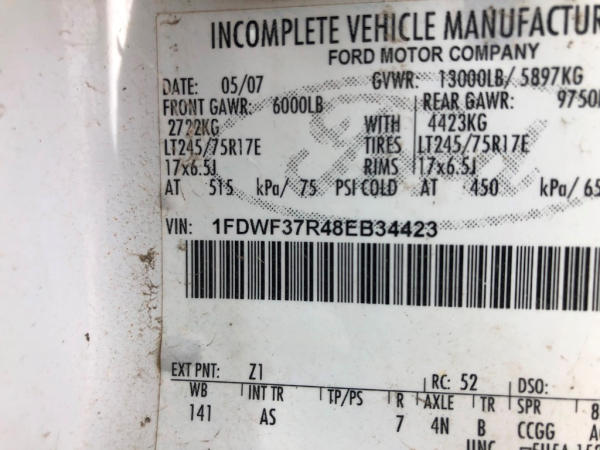 INCOMPLETE VEHICLE MANUFACTUR
FORD MOTOR COMPANY
DATE: 05/07 GVWR: 13000LB/ 5897KG
FRONT GAWR: 6000LB REAR GAWR: 9750L
2722KG WITH 4423KG
LT245/75R17E TIRES LT245/75R17E
17x6.5J RIMS 17x6.5J
AT 515 kPa/ 75 PSI COLD AT 450 kPa/ 65
VIN: 1FDWF37R48EB34423
EXT PNT: Z1 RC: 52 DSO:
WB INT TR TP/PS R AXLE TR SPR
141 AS 7 4N B CCGG